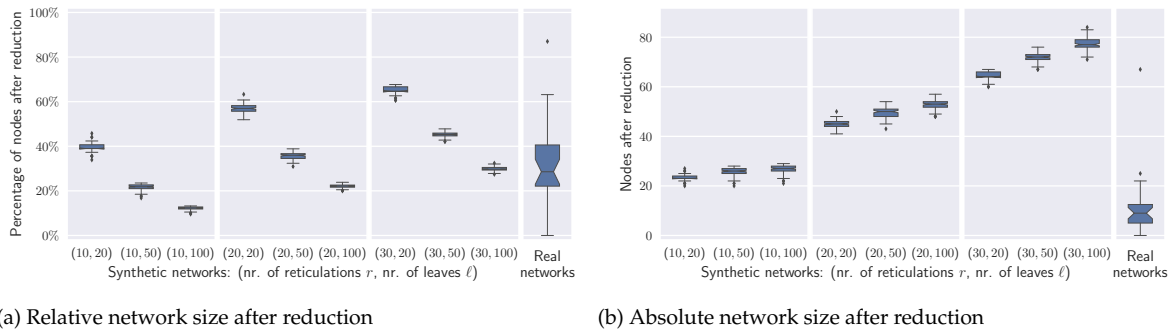 100%
80%
60%
40%
20%
0%
Percentage of nodes after reduction
(10, 20) (10, 50) (10, 100) (20, 20) (20, 50) (20, 100) (30, 20) (30, 50) (30, 100) Real
Synthetic networks: (nr. of reticulations r, nr. of leaves ℓ) networks
80
60
40
20
0
Nodes after reduction
(10, 20) (10, 50) (10, 100) (20, 20) (20, 50) (20, 100) (30, 20) (30, 50) (30, 100) Real
Synthetic networks: (nr. of reticulations r, nr. of leaves ℓ) networks
(a) Relative network size after reduction
(b) Absolute network size after reduction